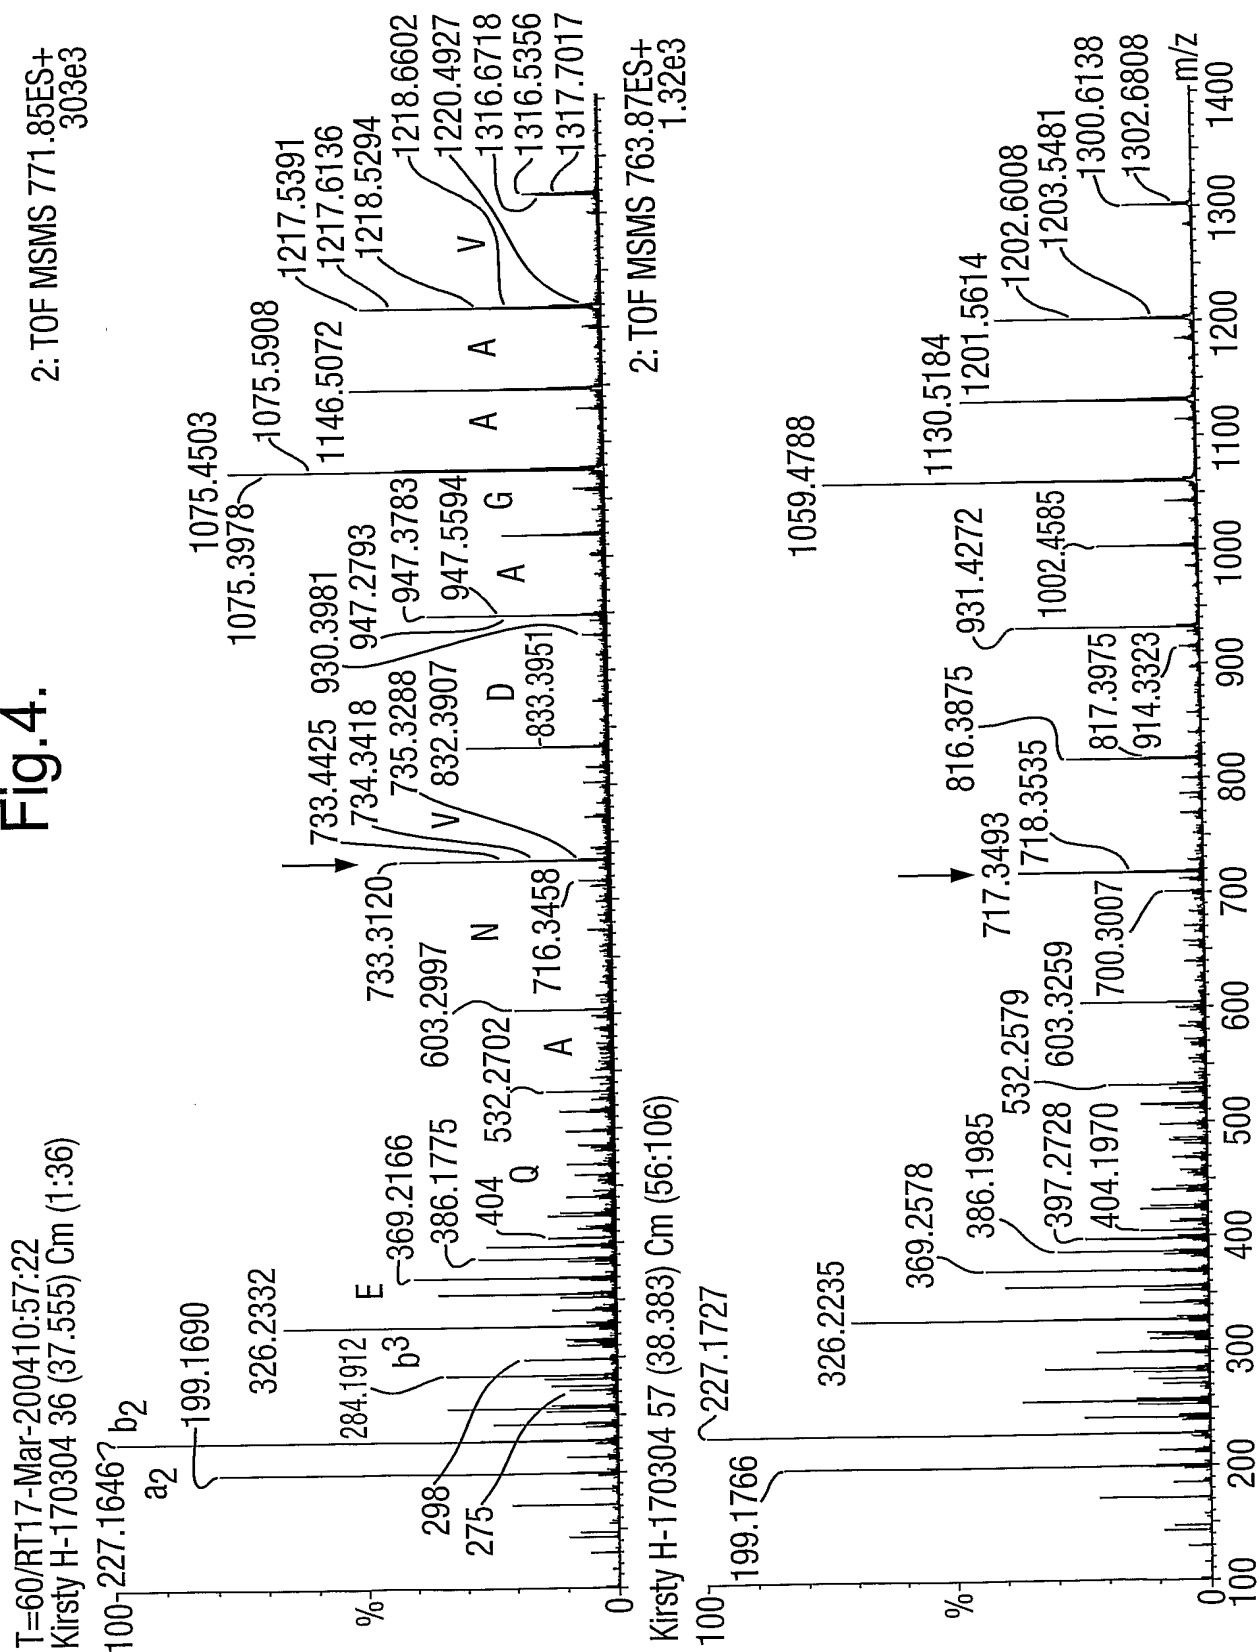 Fig.4.
T=60/RT17-Mar-200410:57:22
Kirsty H-170304 36 (37.555) Cm (1:36)
2: TOF MSMS 771.85ES+
303e3
100
%
0
227.1646
b2
a2
199.1690
326.2332
284.1912
b3
298
275
E
369.2166
386.1775
404
Q
532.2702
A
603.2997
N
716.3458
733.3120
733.4425
734.3418
V
735.3288
832.3907
833.3951
D
930.3981
947.2793
947.3783
947.5594
A
G
1075.3978
1075.4503
1075.5908
A
1146.5072
A
1217.5391
1217.6136
1218.5294
V
1218.6602
1220.4927
1316.6718
1316.5356
1317.7017
Kirsty H-170304 57 (38.383) Cm (56:106)
2: TOF MSMS 763.87ES+
1.32e3
100
%
0
199.1766
227.1727
326.2235
369.2578
386.1985
397.2728
404.1970
532.2579
603.3259
700.3007
717.3493
718.3535
816.3875
817.3975
914.3323
931.4272
1002.4585
1059.4788
1130.5184
1201.5614
1202.6008
1203.5481
1300.6138
1302.6808
m/z
100 200 300 400 500 600 700 800 900 1000 1100 1200 1300 1400